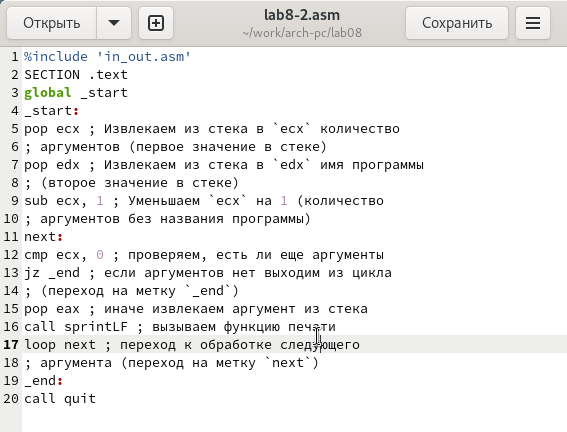 Открыть
lab8-2.asm
~/work/arch-pc/lab08
Сохранить
1 %include 'in_out.asm'
2 SECTION .text
3 global _start
4 _start:
5 pop ecx ; Извлекаем из стека в `ecx` количество
6 ; аргументов (первое значение в стеке)
7 pop edx ; Извлекаем из стека в `edx` имя программы
8 ; (второе значение в стеке)
9 sub ecx, 1 ; Уменьшаем `ecx` на 1 (количество
10 ; аргументов без названия программы)
11 next:
12 cmp ecx, 0 ; проверяем, есть ли еще аргументы
13 jz _end ; если аргументов нет выходим из цикла
14 ; (переход на метку `_end`)
15 pop eax ; иначе извлекаем аргумент из стека
16 call sprintLF ; вызываем функцию печати
17 loop next ; переход к обработке следующего
18 ; аргумента (переход на метку `next`)
19 _end:
20 call quit